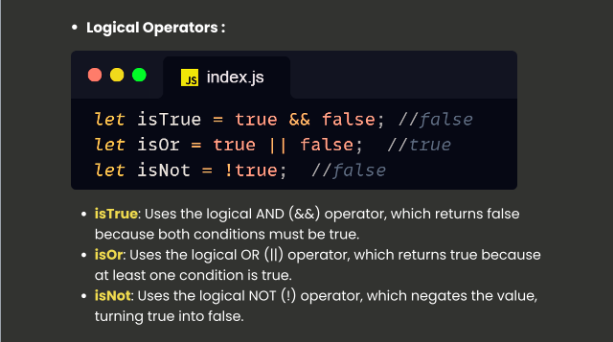 • Logical Operators :
JS index.js
let isTrue = true && false; //false
let isOr = true || false;  //true
let isNot = !true;  //false
• isTrue: Uses the logical AND (&&) operator, which returns false
because both conditions must be true.
• isOr: Uses the logical OR (||) operator, which returns true because
at least one condition is true.
• isNot: Uses the logical NOT (!) operator, which negates the value,
turning true into false.